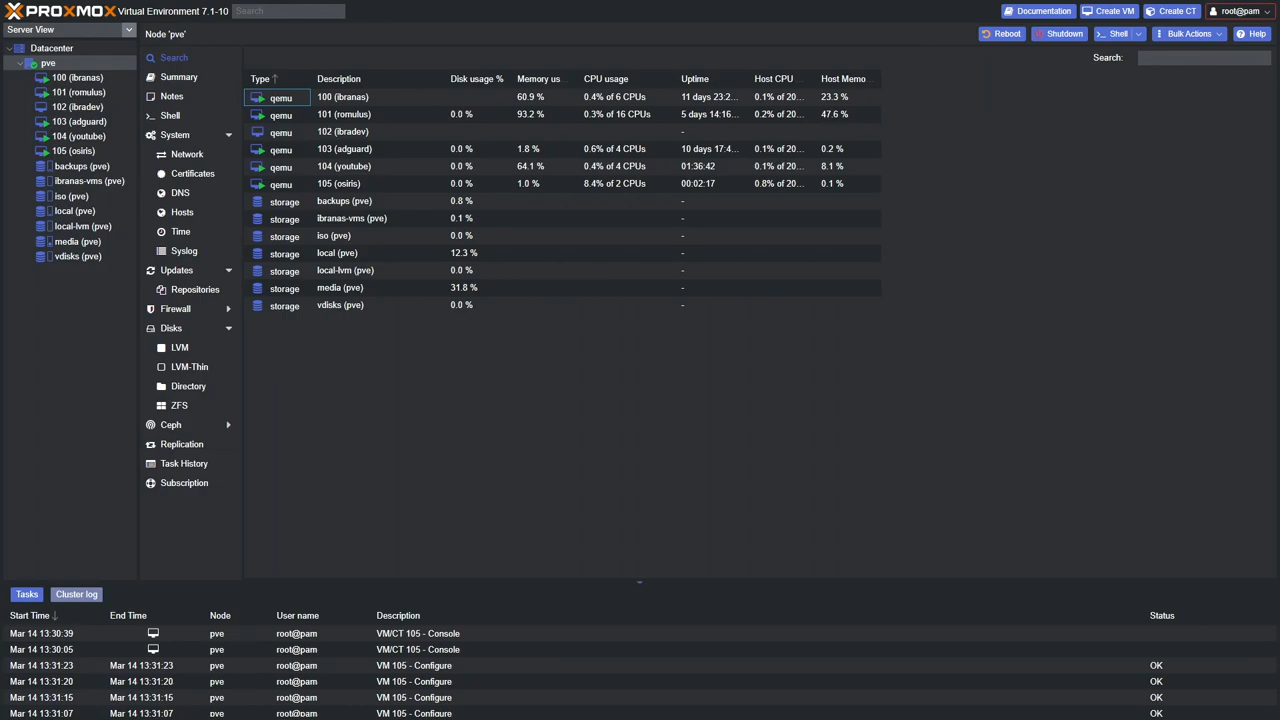 PROXMOX Virtual Environment 7.1-10 Search Documentation Create VM Create CT root@pam
Server View Node 'pve' Reboot Shutdown Shell Bulk Actions Help
Datacenter
pve
100 (ibranas)
101 (romulus)
102 (ibradev)
103 (adguard)
104 (youtube)
105 (osiris)
backups (pve)
ibranas-vms (pve)
iso (pve)
local (pve)
local-lvm (pve)
media (pve)
vdisks (pve)
Search
Summary
Notes
Shell
System
Network
Certificates
DNS
Hosts
Time
Syslog
Updates
Repositories
Firewall
Disks
LVM
LVM-Thin
Directory
ZFS
Ceph
Replication
Task History
Subscription
Search:
Type Description Disk usage % Memory us... CPU usage Uptime Host CPU ... Host Memo...
qemu 100 (ibranas) 60.9 % 0.4% of 6 CPUs 11 days 23:2... 0.1% of 20... 23.3 %
qemu 101 (romulus) 0.0 % 93.2 % 0.3% of 16 CPUs 5 days 14:16... 0.2% of 20... 47.6 %
qemu 102 (ibradev) -
qemu 103 (adguard) 0.0 % 1.8 % 0.6% of 4 CPUs 10 days 17:4... 0.1% of 20... 0.2 %
qemu 104 (youtube) 0.0 % 64.1 % 0.4% of 4 CPUs 01:36:42 0.1% of 20... 8.1 %
qemu 105 (osiris) 0.0 % 1.0 % 8.4% of 2 CPUs 00:02:17 0.8% of 20... 0.1 %
storage backups (pve) 0.8 % -
storage ibranas-vms (pve) 0.1 % -
storage iso (pve) 0.0 % -
storage local (pve) 12.3 % -
storage local-lvm (pve) 0.0 % -
storage media (pve) 31.8 % -
storage vdisks (pve) 0.0 % -
Tasks Cluster log
Start Time End Time Node User name Description Status
Mar 14 13:30:39 pve root@pam VM/CT 105 - Console
Mar 14 13:30:05 pve root@pam VM/CT 105 - Console
Mar 14 13:31:23 Mar 14 13:31:23 pve root@pam VM 105 - Configure OK
Mar 14 13:31:20 Mar 14 13:31:20 pve root@pam VM 105 - Configure OK
Mar 14 13:31:15 Mar 14 13:31:15 pve root@pam VM 105 - Configure OK
Mar 14 13:31:07 Mar 14 13:31:07 pve root@pam VM 105 - Configure OK